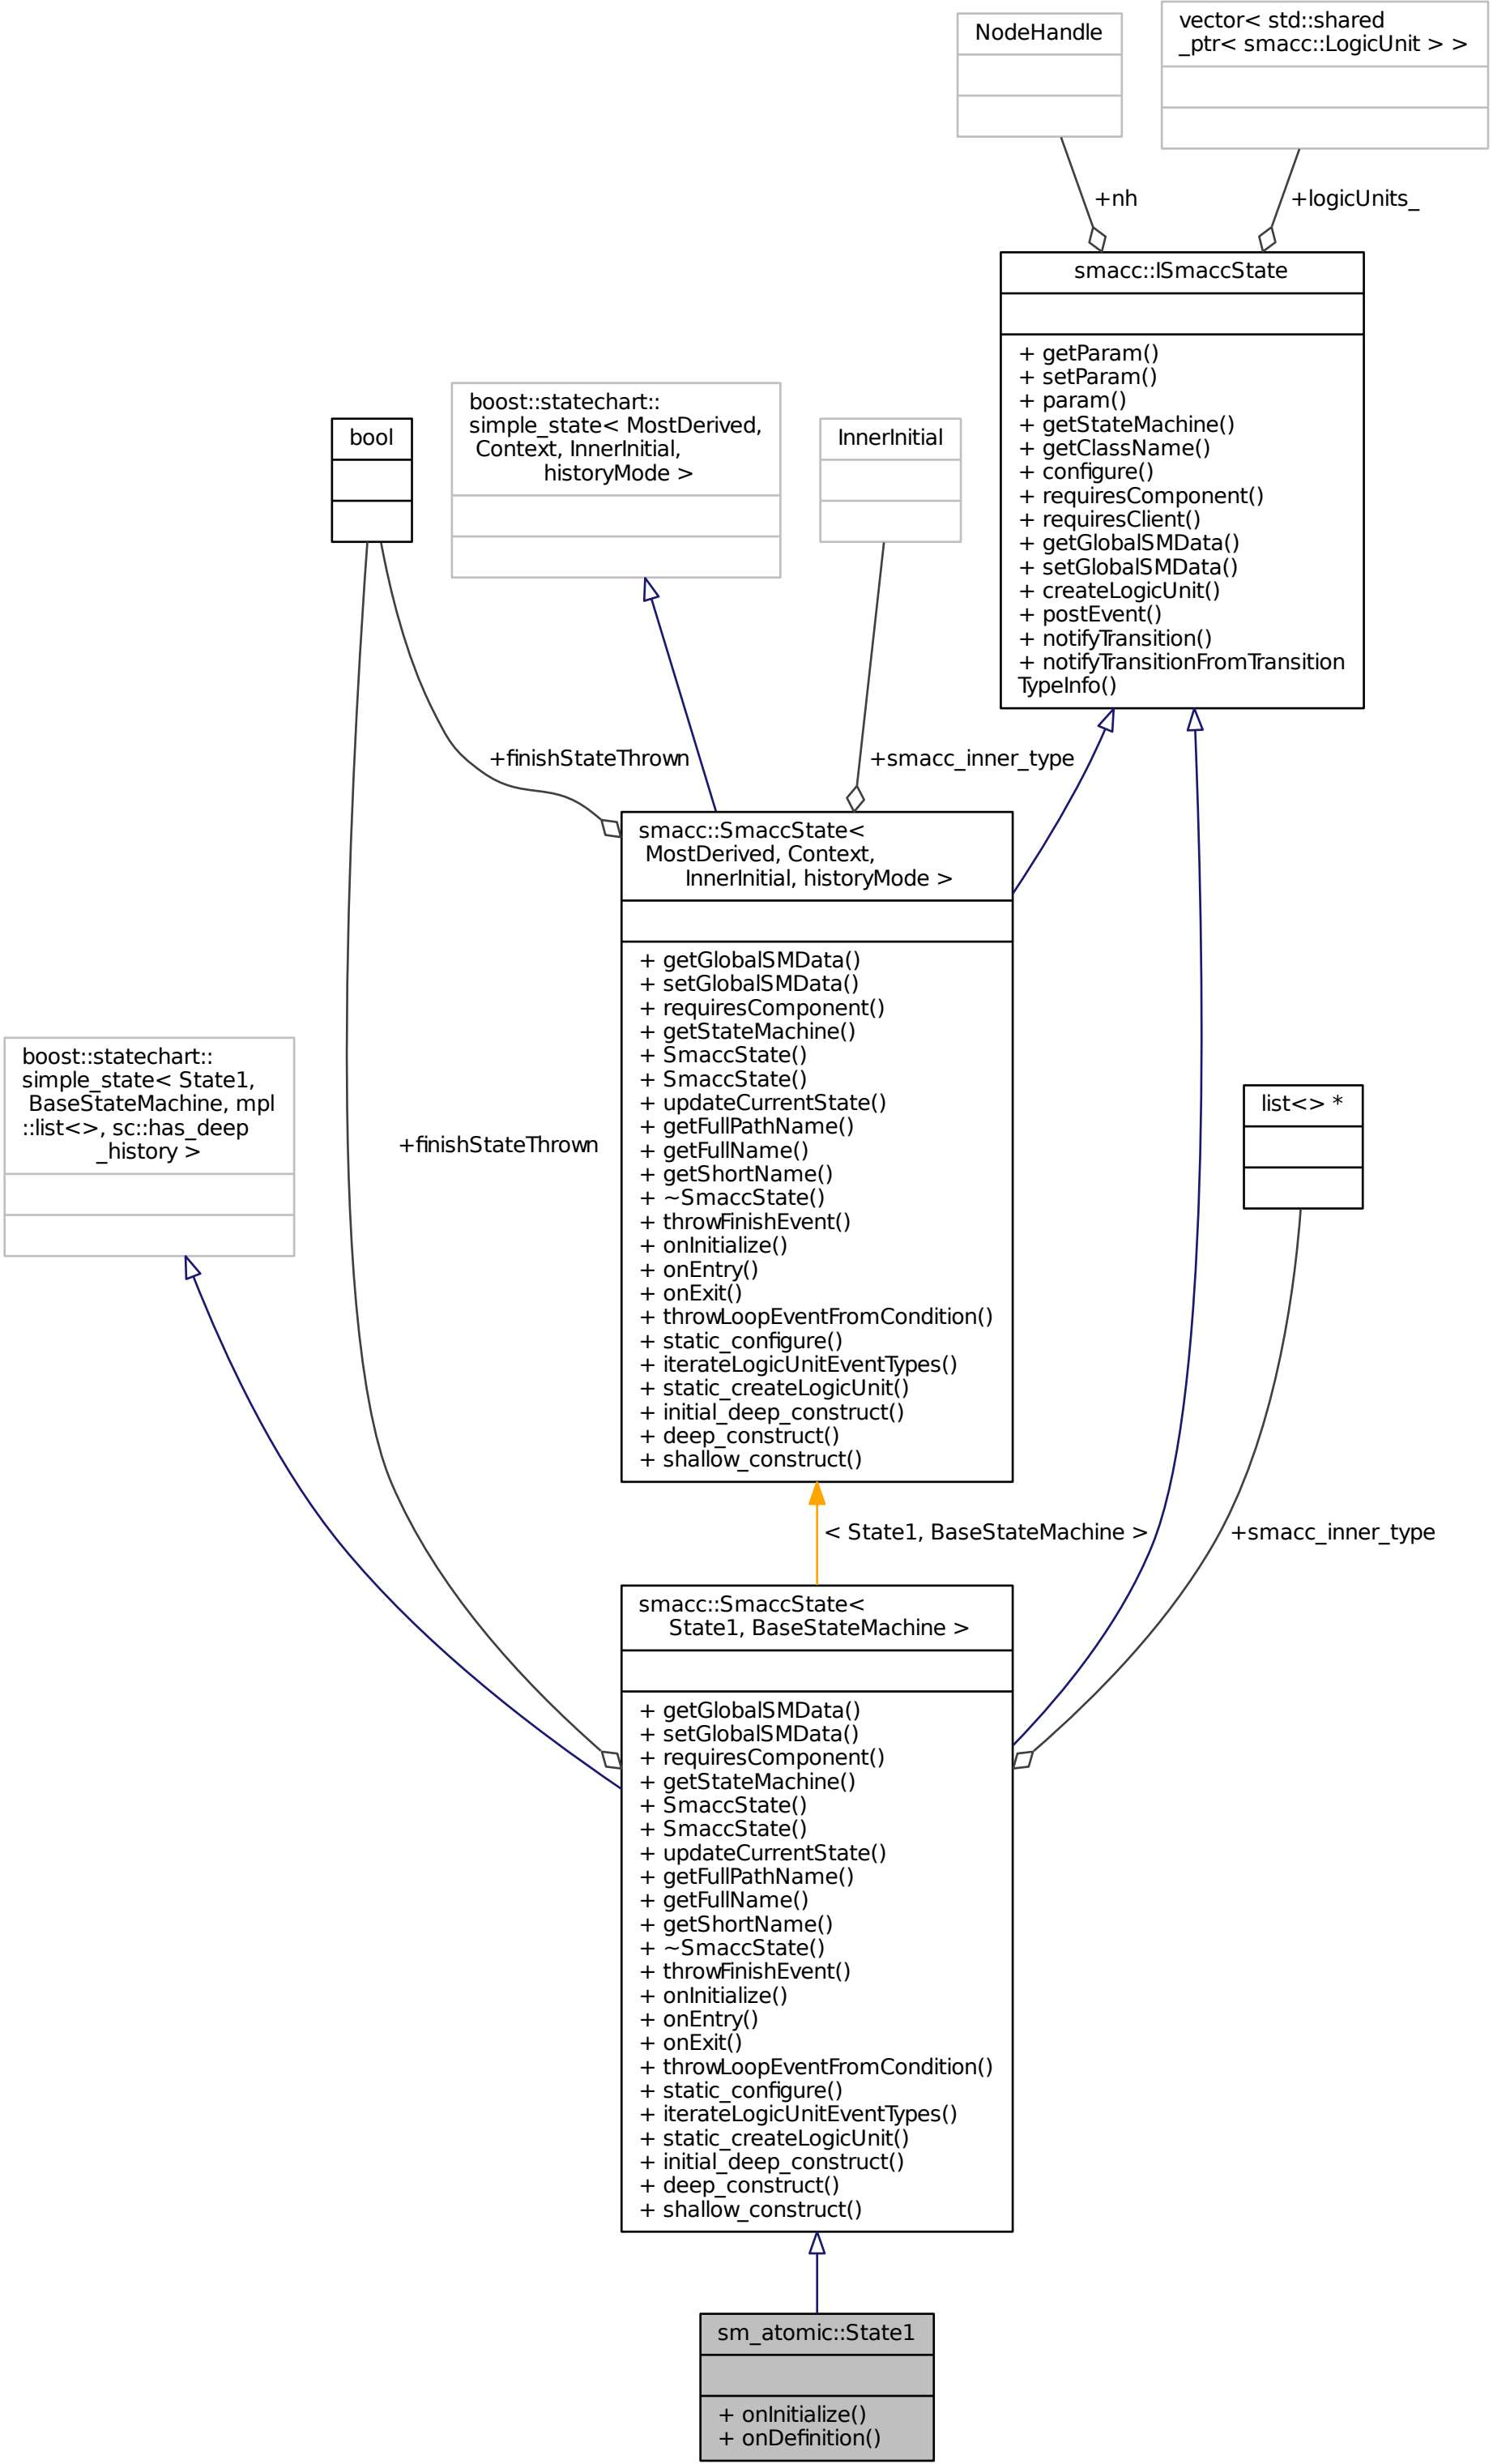 NodeHandle
vector< std::shared
_ptr< smacc::LogicUnit > >
+nh
+logicUnits_
smacc::ISmaccState
+ getParam()
+ setParam()
+ param()
+ getStateMachine()
+ getClassName()
+ configure()
+ requiresComponent()
+ requiresClient()
+ getGlobalSMData()
+ setGlobalSMData()
+ createLogicUnit()
+ postEvent()
+ notifyTransition()
+ notifyTransitionFromTransition
TypeInfo()
bool
boost::statechart::
simple_state< MostDerived,
Context, InnerInitial,
historyMode >
InnerInitial
+finishStateThrown
+smacc_inner_type
smacc::SmaccState<
MostDerived, Context,
InnerInitial, historyMode >
+ getGlobalSMData()
+ setGlobalSMData()
+ requiresComponent()
+ getStateMachine()
+ SmaccState()
+ SmaccState()
+ updateCurrentState()
+ getFullPathName()
+ getFullName()
+ getShortName()
+ ~SmaccState()
+ throwFinishEvent()
+ onInitialize()
+ onEntry()
+ onExit()
+ throwLoopEventFromCondition()
+ static_configure()
+ iterateLogicUnitEventTypes()
+ static_createLogicUnit()
+ initial_deep_construct()
+ deep_construct()
+ shallow_construct()
boost::statechart::
simple_state< State1,
BaseStateMachine, mpl
::list<>, sc::has_deep
_history >
+finishStateThrown
list<> *
< State1, BaseStateMachine >
+smacc_inner_type
smacc::SmaccState<
State1, BaseStateMachine >
+ getGlobalSMData()
+ setGlobalSMData()
+ requiresComponent()
+ getStateMachine()
+ SmaccState()
+ SmaccState()
+ updateCurrentState()
+ getFullPathName()
+ getFullName()
+ getShortName()
+ ~SmaccState()
+ throwFinishEvent()
+ onInitialize()
+ onEntry()
+ onExit()
+ throwLoopEventFromCondition()
+ static_configure()
+ iterateLogicUnitEventTypes()
+ static_createLogicUnit()
+ initial_deep_construct()
+ deep_construct()
+ shallow_construct()
sm_atomic::State1
+ onInitialize()
+ onDefinition()